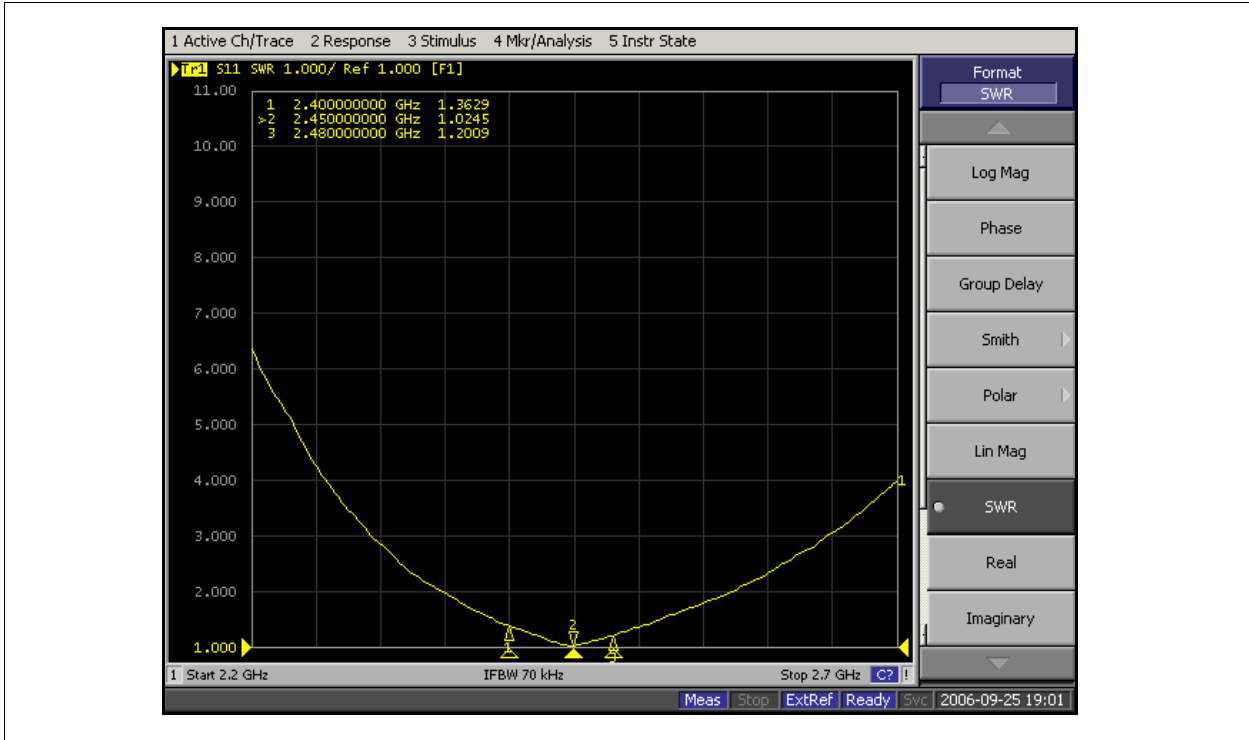 1 Active Ch/Trace 2 Response 3 Stimulus 4 Mkr/Analysis 5 Instr State
Tr1 S11 SWR 1.000/ Ref 1.000 [F1]
11.00
1 2.400000000 GHz 1.3629
>2 2.450000000 GHz 1.0245
3 2.480000000 GHz 1.2009
10.00
9.000
8.000
7.000
6.000
5.000
4.000
3.000
2.000
1.000
1
2
1
3
1 Start 2.2 GHz IFBW 70 kHz Stop 2.7 GHz C? !
Format
SWR
Log Mag
Phase
Group Delay
Smith
Polar
Lin Mag
SWR
Real
Imaginary
Meas Stop ExtRef Ready Svc 2006-09-25 19:01